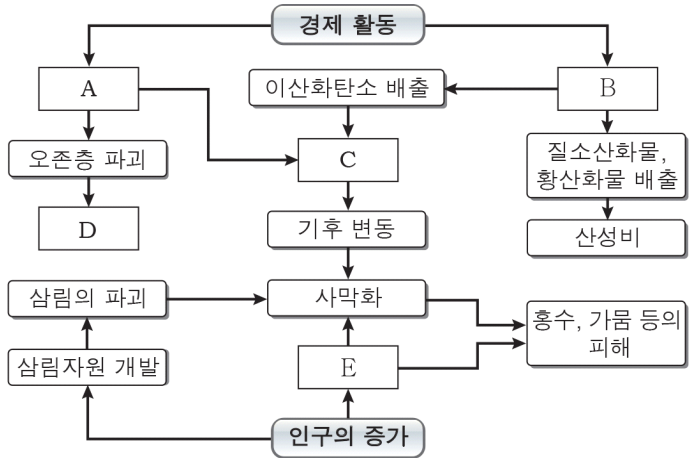 경제 활동
A
이산화탄소 배출
B
오존층 파괴
C
질소산화물,
황산화물 배출
D
기후 변동
산성비
삼림의 파괴
사막화
홍수, 가뭄 등의
피해
삼림자원 개발
E
인구의 증가